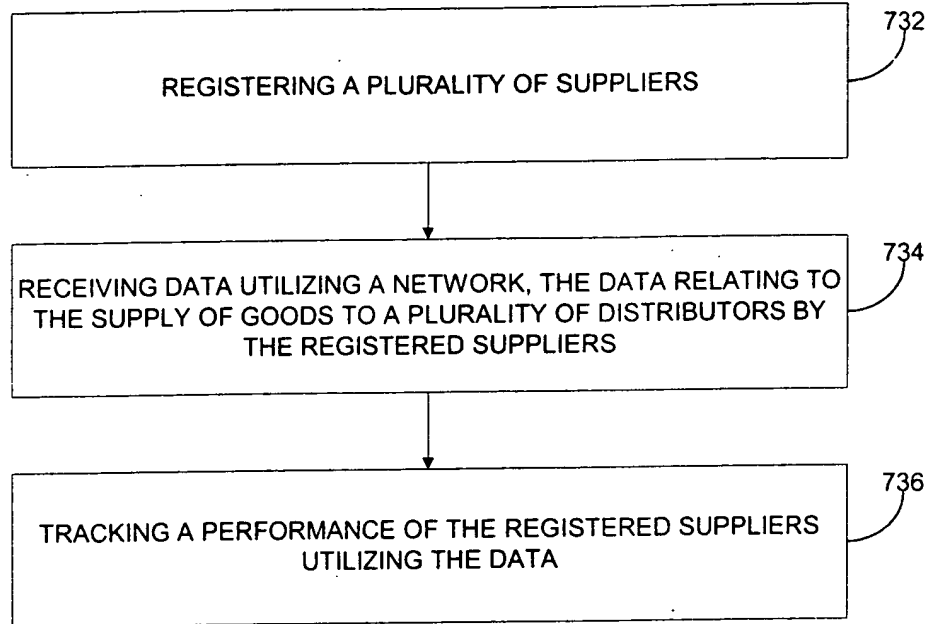 732
REGISTERING A PLURALITY OF SUPPLIERS
734
RECEIVING DATA UTILIZING A NETWORK, THE DATA RELATING TO
THE SUPPLY OF GOODS TO A PLURALITY OF DISTRIBUTORS BY
THE REGISTERED SUPPLIERS
736
TRACKING A PERFORMANCE OF THE REGISTERED SUPPLIERS
UTILIZING THE DATA